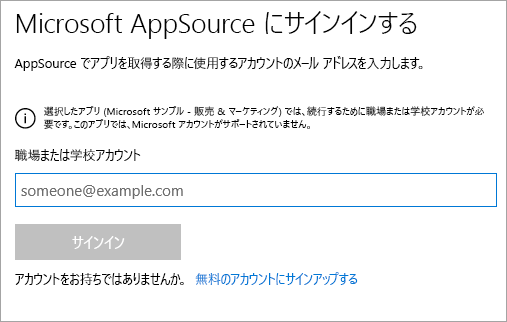 Microsoft AppSource にサインインする
AppSource でアプリを取得する際に使用するアカウントのメール アドレスを入力します。
選択したアプリ (Microsoft サンプル - 販売 & マーケティング) では、続行するために職場または学校アカウントが必
要です。このアプリでは、Microsoft アカウントがサポートされていません。
職場または学校アカウント
someone@example.com
サインイン
アカウントをお持ちではありませんか。 無料のアカウントにサインアップする